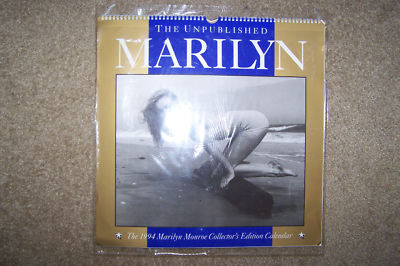 The Unpublished
MARILYN
The 1994 Marilyn Monroe Collector's Edition Calendar